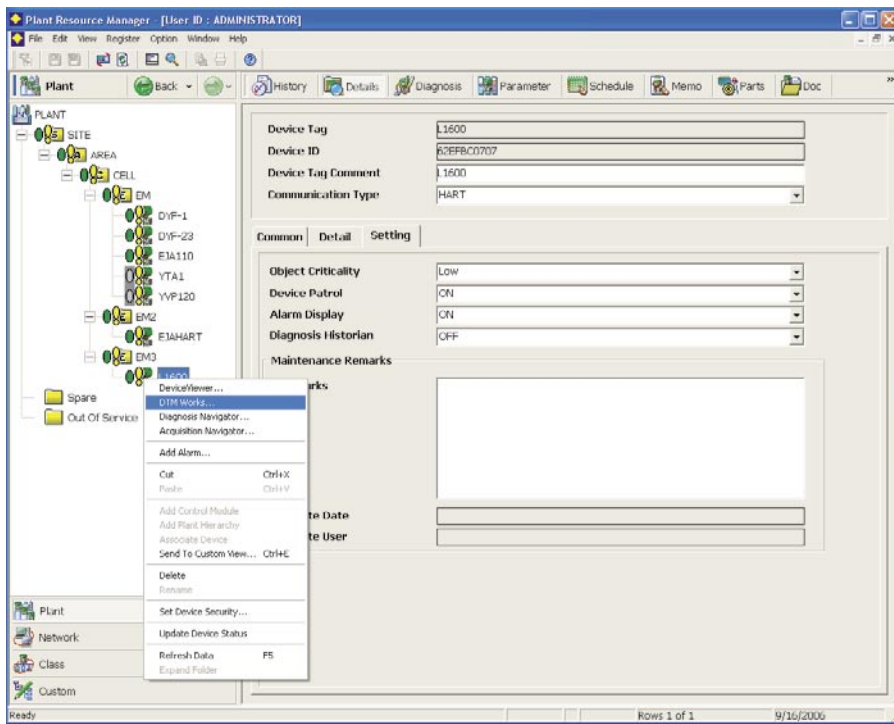 Plant Resource Manager - [User ID : ADMINISTRATOR]
File Edit View Register Option Window Help
Plant Back History Details Diagnosis Parameter Schedule Memo Parts Doc
PLANT
SITE
AREA
CELL
EM
DYF-1
DYF-23
EJA110
YTA1
YVP120
EM2
EJAHART
EM3
L1600
Spare
Out Of Service
DeviceViewer...
DTM Works...
Diagnosis Navigator...
Acquisition Navigator...
Add Alarm...
Cut Ctrl+X
Paste Ctrl+V
Add Control Module
Add Plant Hierarchy
Associate Device
Send To Custom View... Ctrl+E
Delete
Rename
Set Device Security...
Update Device Status
Refresh Data F5
Expand Folder
Plant
Network
Class
Custom
Device Tag L1600
Device ID 62EFBC0707
Device Tag Comment L1600
Communication Type HART
Common Detail Setting
Object Criticality Low
Device Patrol ON
Alarm Display ON
Diagnosis Historian OFF
Maintenance Remarks
rks
te Date
te User
Ready Rows 1 of 1 9/16/2006